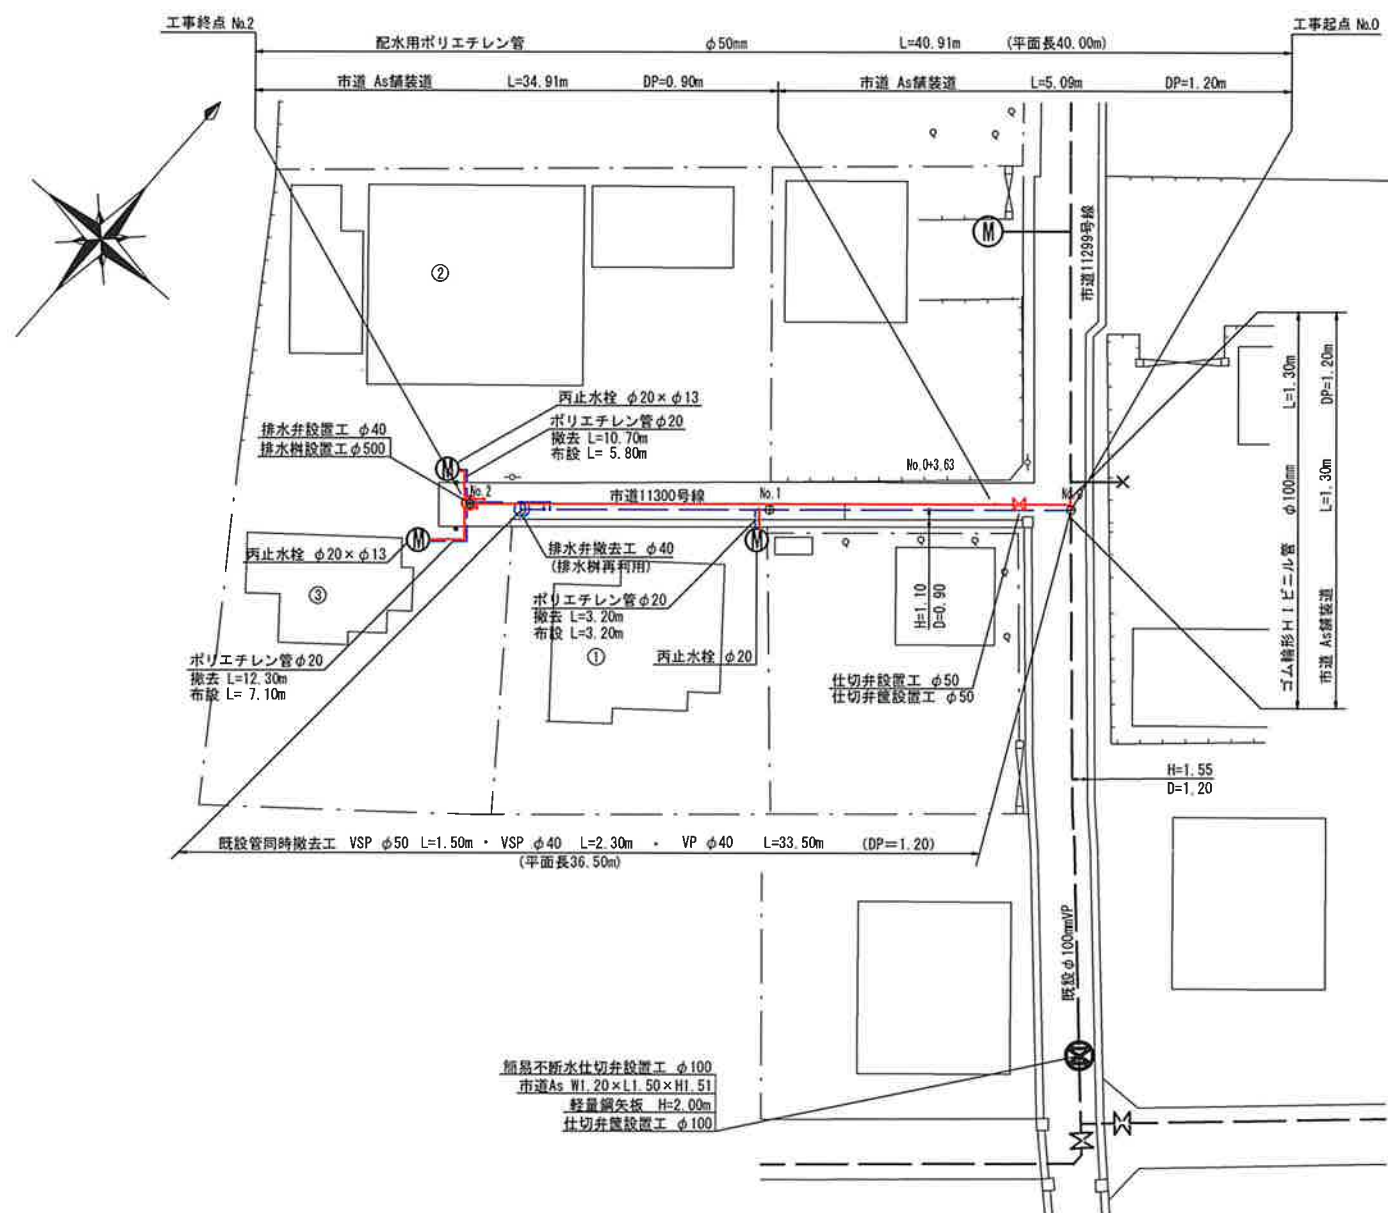 工事終点 No.2
工事起点 No.0
配水用ポリエチレン管 φ50mm L=40.91m (平面長40.00m)
市道 As舗装道 L=34.91m DP=0.90m
市道 As舗装道 L=5.09m DP=1.20m
市道11299号線
M
②
丙止水栓 φ20×φ13
ポリエチレン管φ20
撤去 L=10.70m
布設 L= 5.80m
排水弁設置工 φ40
排水桝設置工φ500
M
No.2
市道11300号線
No.1
No.0+3.63
L=1.30m
DP=1.20m
φ100mm
L=1.30m
ゴム輪形HIビニル管
市道 As舗装道
M
丙止水栓 φ20×φ13
③
排水弁撤去工 φ40
(排水桝再利用)
M
ポリエチレン管φ20
撤去 L=3.20m
布設 L=3.20m
①
丙止水栓 φ20
H=1.10
D=0.90
ポリエチレン管φ20
撤去 L=12.30m
布設 L= 7.10m
仕切弁設置工 φ50
仕切弁筐設置工 φ50
H=1.55
D=1.20
既設管同時撤去工 VSP φ50 L=1.50m ・ VSP φ40 L=2.30m ・ VP φ40 L=33.50m (DP=1.20)
(平面長36.50m)
既設φ100mmVP
簡易不断水仕切弁設置工 φ100
市道As W1.20×L1.50×H1.51
軽量鋼矢板 H=2.00m
仕切弁筐設置工 φ100